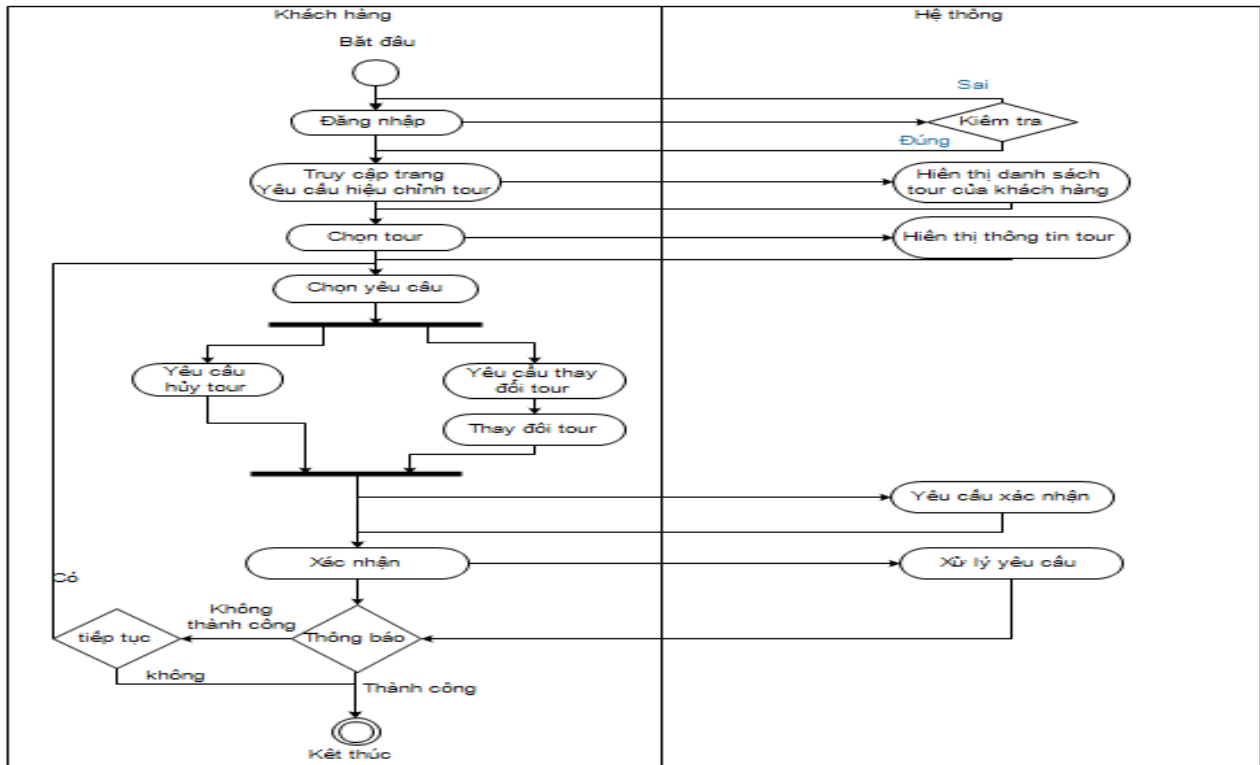 Khách hàng
Hệ thống
Bắt đầu
Sai
Đăng nhập
Kiểm tra
Đúng
Truy cập trang
Yêu cầu hiệu chỉnh tour
Hiển thị danh sách
tour của khách hàng
Chọn tour
Hiển thị thông tin tour
Chọn yêu cầu
Yêu cầu
hủy tour
Yêu cầu thay
đổi tour
Thay đổi tour
Yêu cầu xác nhận
Xác nhận
Xử lý yêu cầu
Có
Không
thành công
tiếp tục
Thông báo
không
Thành công
Kết thúc